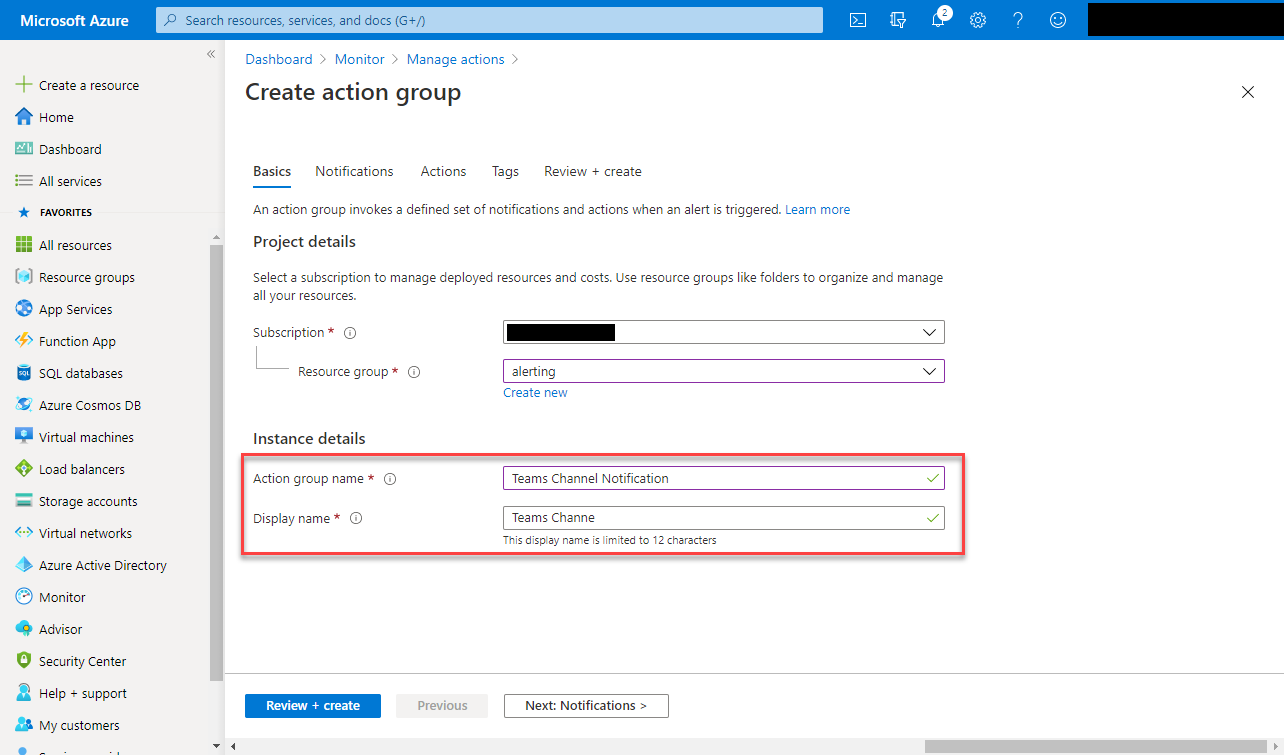 Microsoft Azure
Search resources, services, and docs (G+/)
2
Create a resource
Home
Dashboard
All services
FAVORITES
All resources
Resource groups
App Services
Function App
SQL databases
Azure Cosmos DB
Virtual machines
Load balancers
Storage accounts
Virtual networks
Azure Active Directory
Monitor
Advisor
Security Center
Help + support
My customers
Dashboard > Monitor > Manage actions >
Create action group
Basics Notifications Actions Tags Review + create
An action group invokes a defined set of notifications and actions when an alert is triggered. Learn more
Project details
Select a subscription to manage deployed resources and costs. Use resource groups like folders to organize and manage
all your resources.
Subscription *
Resource group * alerting
Create new
Instance details
Action group name * Teams Channel Notification
Display name * Teams Channe
This display name is limited to 12 characters
Review + create Previous Next: Notifications >